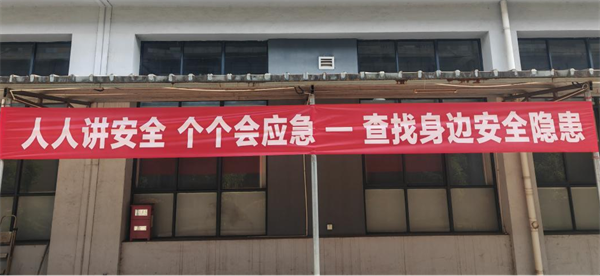 人人讲安全 个个会应急 — 查找身边安全隐患